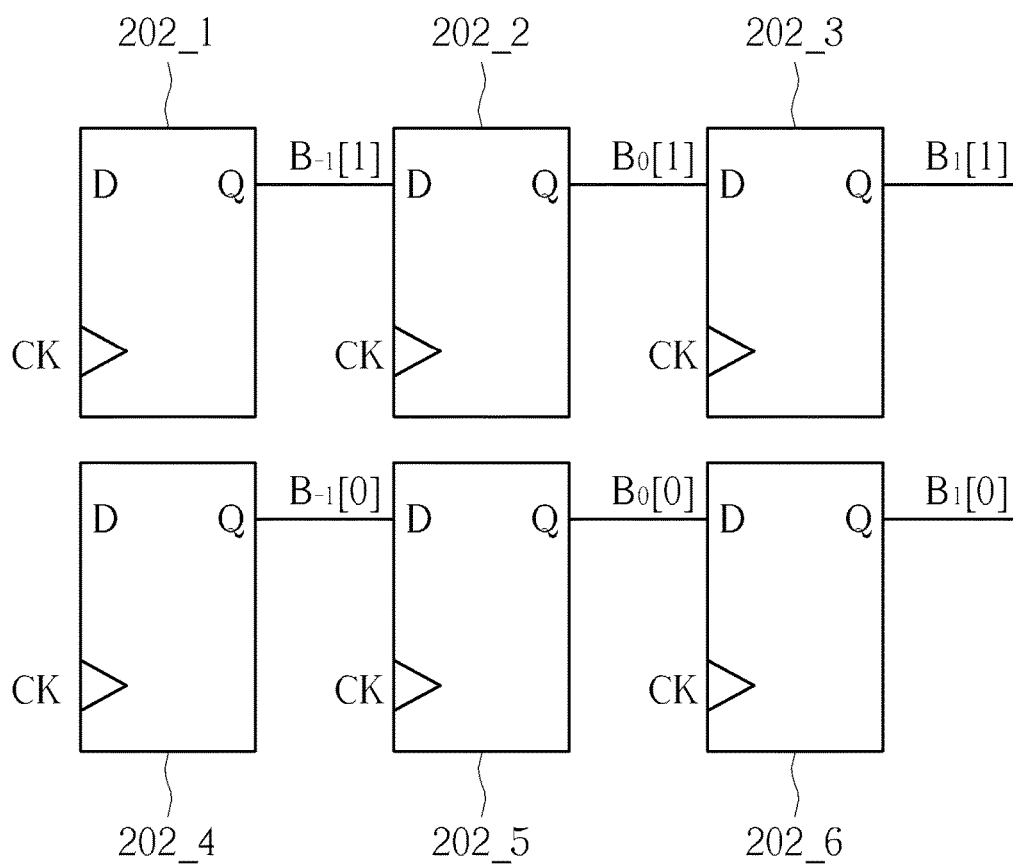 202_1 202_2 202_3
B-1[1] B0[1] B1[1]
D Q D Q D Q
CK CK CK
B-1[0] B0[0] B1[0]
D Q D Q D Q
CK CK CK
202_4 202_5 202_6